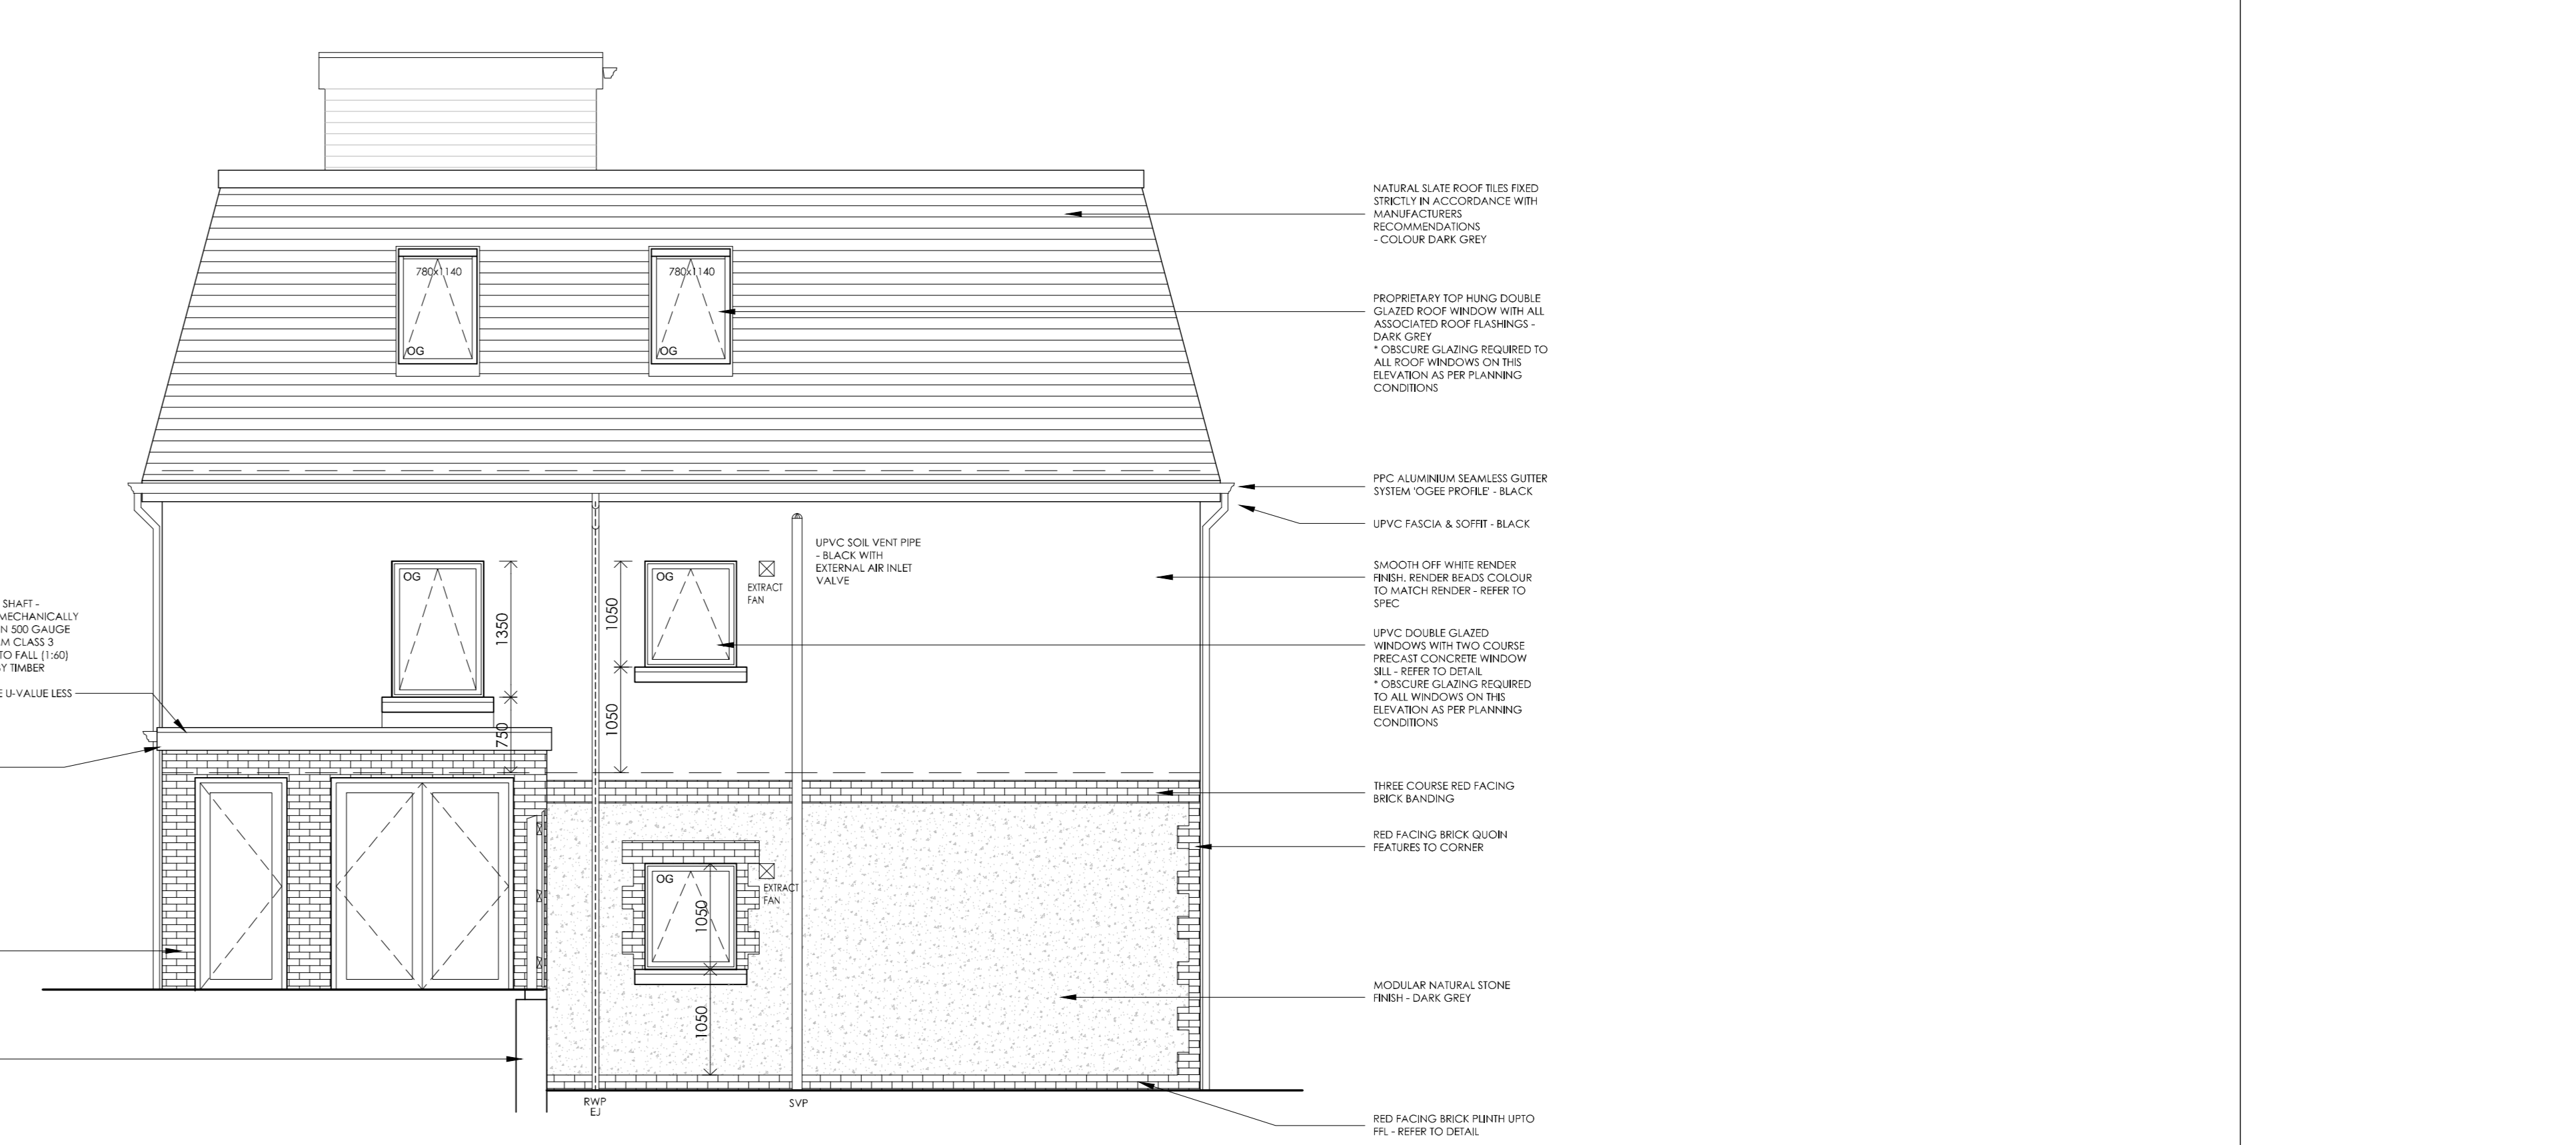 NATURAL SLATE ROOF TILES FIXED
STRICTLY IN ACCORDANCE WITH
MANUFACTURERS
RECOMMENDATIONS
- COLOUR DARK GREY
780x1140
780x1140
OG
OG
PROPRIETARY TOP HUNG DOUBLE
GLAZED ROOF WINDOW WITH ALL
ASSOCIATED ROOF FLASHINGS -
DARK GREY
* OBSCURE GLAZING REQUIRED TO
ALL ROOF WINDOWS ON THIS
ELEVATION AS PER PLANNING
CONDITIONS
PPC ALUMINIUM SEAMLESS GUTTER
SYSTEM 'OGEE PROFILE' - BLACK
UPVC FASCIA & SOFFIT - BLACK
UPVC SOIL VENT PIPE
- BLACK WITH
EXTERNAL AIR INLET
VALVE
SMOOTH OFF WHITE RENDER
FINISH. RENDER BEADS COLOUR
TO MATCH RENDER - REFER TO
SPEC
OG
OG
EXTRACT
FAN
1350
1050
750
1050
SHAFT -
MECHANICALLY
N 500 GAUGE
M CLASS 3
TO FALL (1:60)
BY TIMBER
E U-VALUE LESS
UPVC DOUBLE GLAZED
WINDOWS WITH TWO COURSE
PRECAST CONCRETE WINDOW
SILL - REFER TO DETAIL
* OBSCURE GLAZING REQUIRED
TO ALL WINDOWS ON THIS
ELEVATION AS PER PLANNING
CONDITIONS
THREE COURSE RED FACING
BRICK BANDING
RED FACING BRICK QUOIN
FEATURES TO CORNER
OG
EXTRACT
FAN
1050
1050
MODULAR NATURAL STONE
FINISH - DARK GREY
RWP
EJ
SVP
RED FACING BRICK PLINTH UPTO
FFL - REFER TO DETAIL